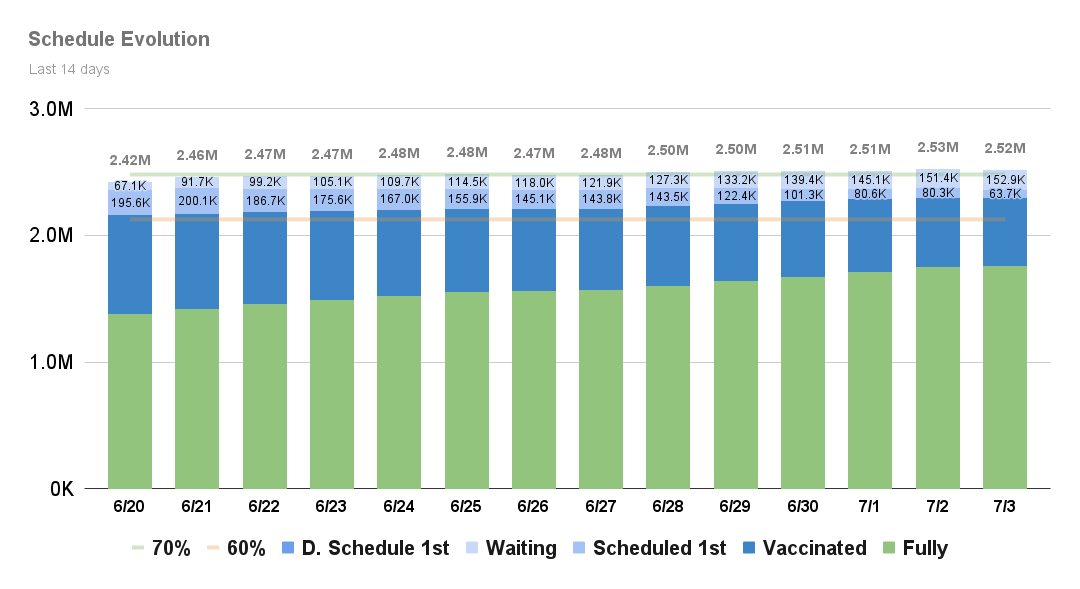 Schedule Evolution
Last 14 days
3.0M
2.42M 2.46M 2.47M 2.47M 2.48M 2.48M 2.47M 2.48M 2.50M 2.50M 2.51M 2.51M 2.53M 2.52M
67.1K 91.7K 99.2K 105.1K 109.7K 114.5K 118.0K 121.9K 127.3K 133.2K 139.4K 145.1K 151.4K 152.9K
195.6K 200.1K 186.7K 175.6K 167.0K 155.9K 145.1K 143.8K 143.5K 122.4K 101.3K 80.6K 80.3K 63.7K
2.0M
1.0M
0K
6/20 6/21 6/22 6/23 6/24 6/25 6/26 6/27 6/28 6/29 6/30 7/1 7/2 7/3
70% 60% D. Schedule 1st Waiting Scheduled 1st Vaccinated Fully